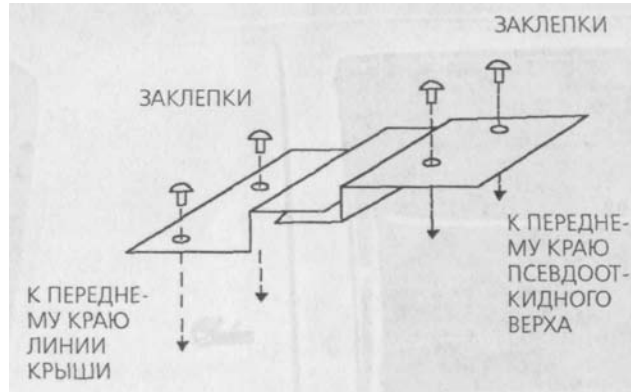 ЗАКЛЕПКИ
ЗАКЛЕПКИ
К ПЕРЕДНЕ-
МУ КРАЮ
ЛИНИИ
КРЫШИ
К ПЕРЕДНЕ-
МУ КРАЮ
ПСЕВДООТ-
КИДНОГО
ВЕРХА